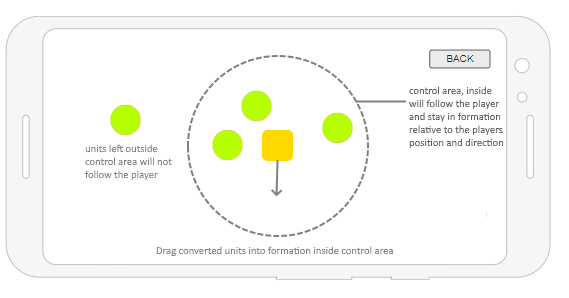 BACK
control area, inside
will follow the player
and stay in formation
relative to the players
position and direction
units left outside
control area will not
follow the player
Drag converted units into formation inside control area